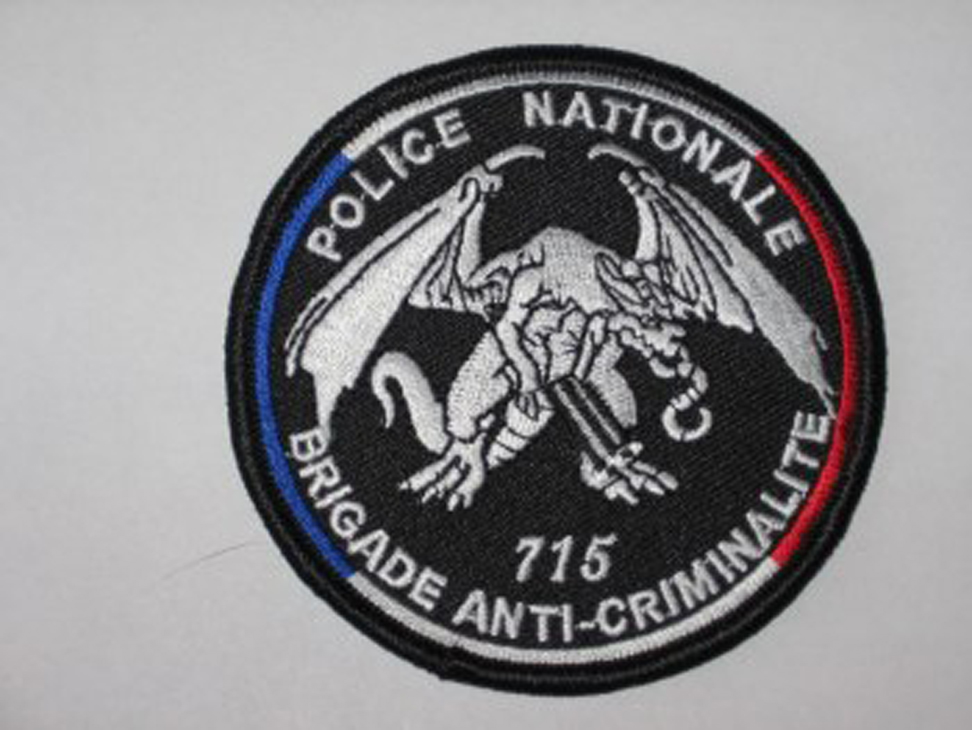 POLICE NATIONALE
715
BRIGADE ANTI-CRIMINALITE